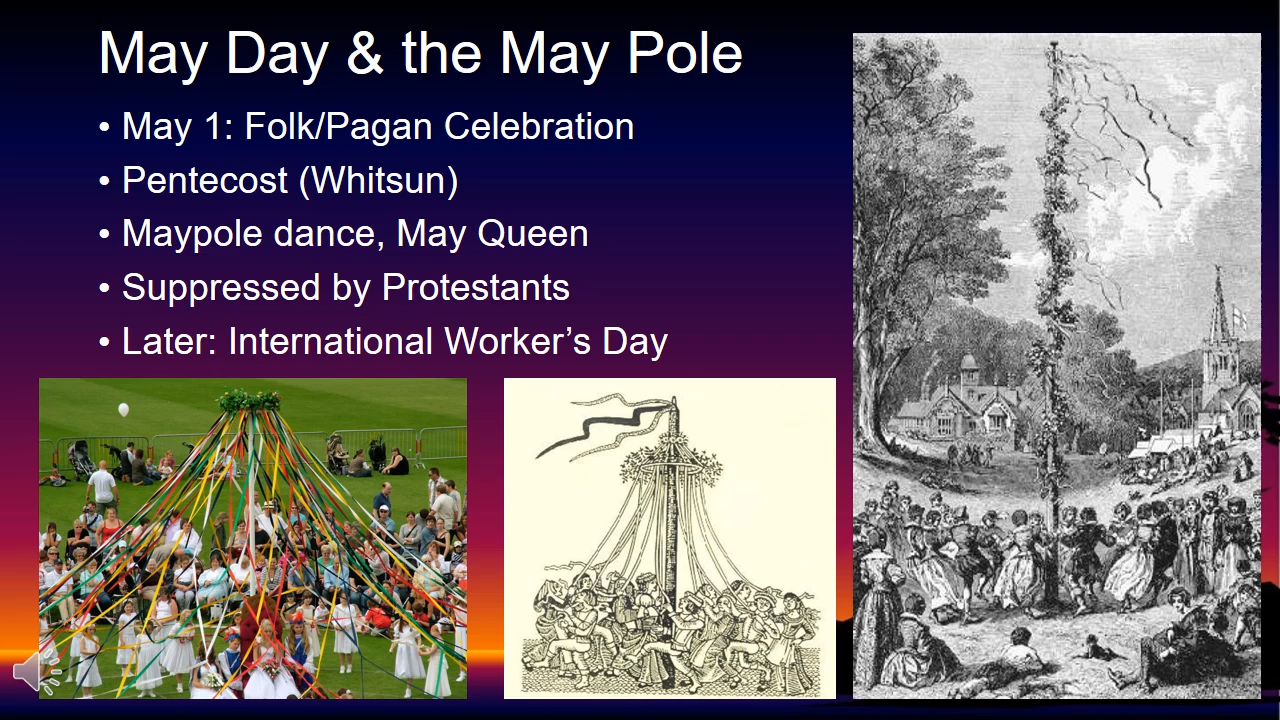 May Day & the May Pole
• May 1: Folk/Pagan Celebration
• Pentecost (Whitsun)
• Maypole dance, May Queen
• Suppressed by Protestants
• Later: International Worker’s Day